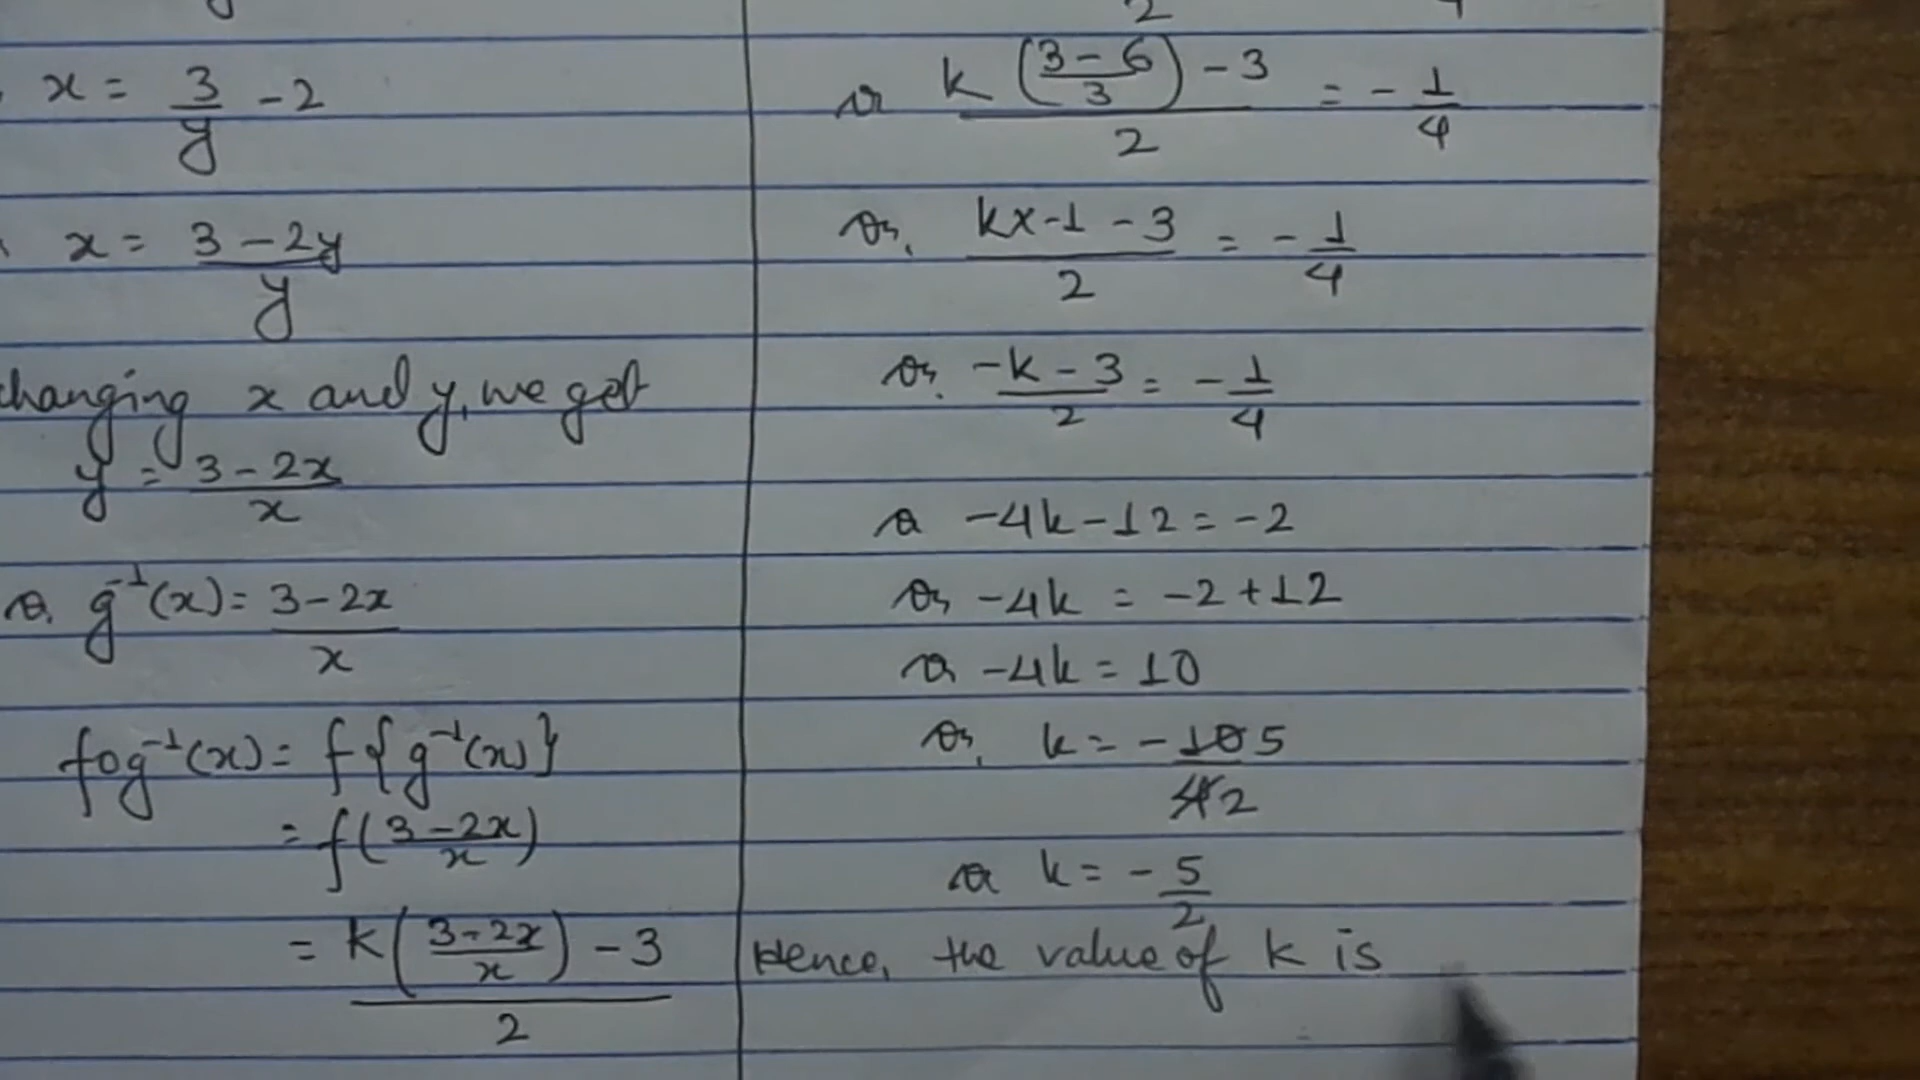 x = 3/y - 2
x = 3 - 2y / y
changing x and y, we get
y = 3 - 2x / x
g⁻¹(x) = 3 - 2x / x
fog⁻¹(x) = f{g⁻¹(x)}
= f(3 - 2x / x)
= k(3 - 2x / x) - 3 / 2
or k(3 - 6 / 3) - 3 / 2 = - 1/4
or, kx-1 - 3 / 2 = - 1/4
or, -k - 3 / 2 = - 1/4
or -4k - 12 = -2
or -4k = -2 + 12
or -4k = 10
or, k = - 10 5 / 4 2
or k = - 5/2
Hence, the value of k is